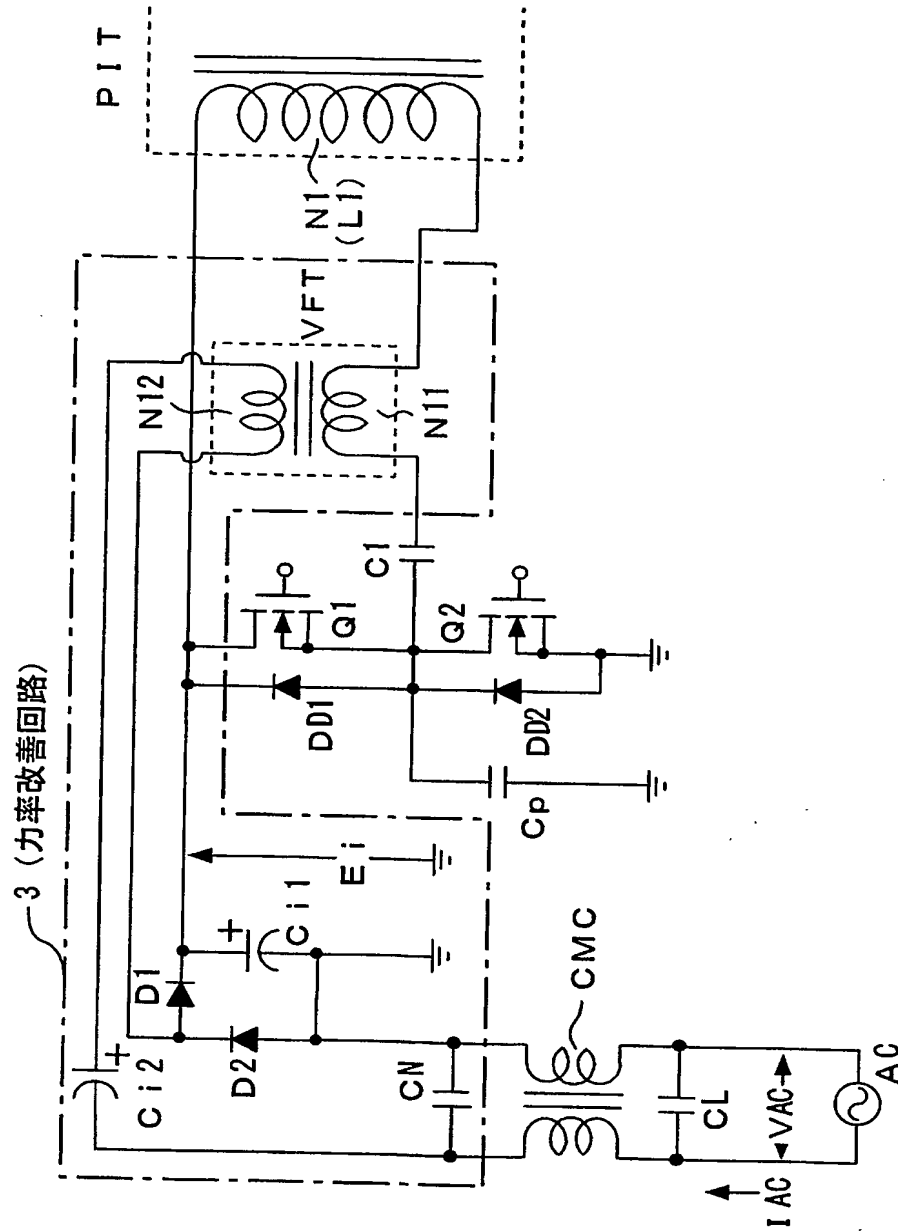 3 (力率改善回路)
PIT
N1
(L1)
VFT
N12
N11
C1
Q1
Q2
DD1
DD2
Cp
Ei
+
Ci1
D1
D2
+
Ci2
CN
CMC
CL
VAC
IAC
AC